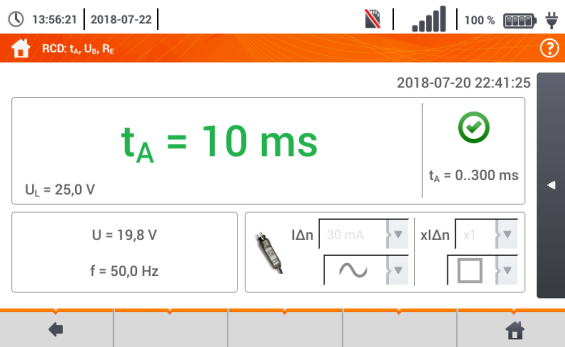 13:56:21 2018-07-22 100 %
RCD: tA, UB, RE ?
2018-07-20 22:41:25
tA = 10 ms
tA = 0..300 ms
UL = 25,0 V
U = 19,8 V
f = 50,0 Hz
IΔn 30 mA xIΔn x1